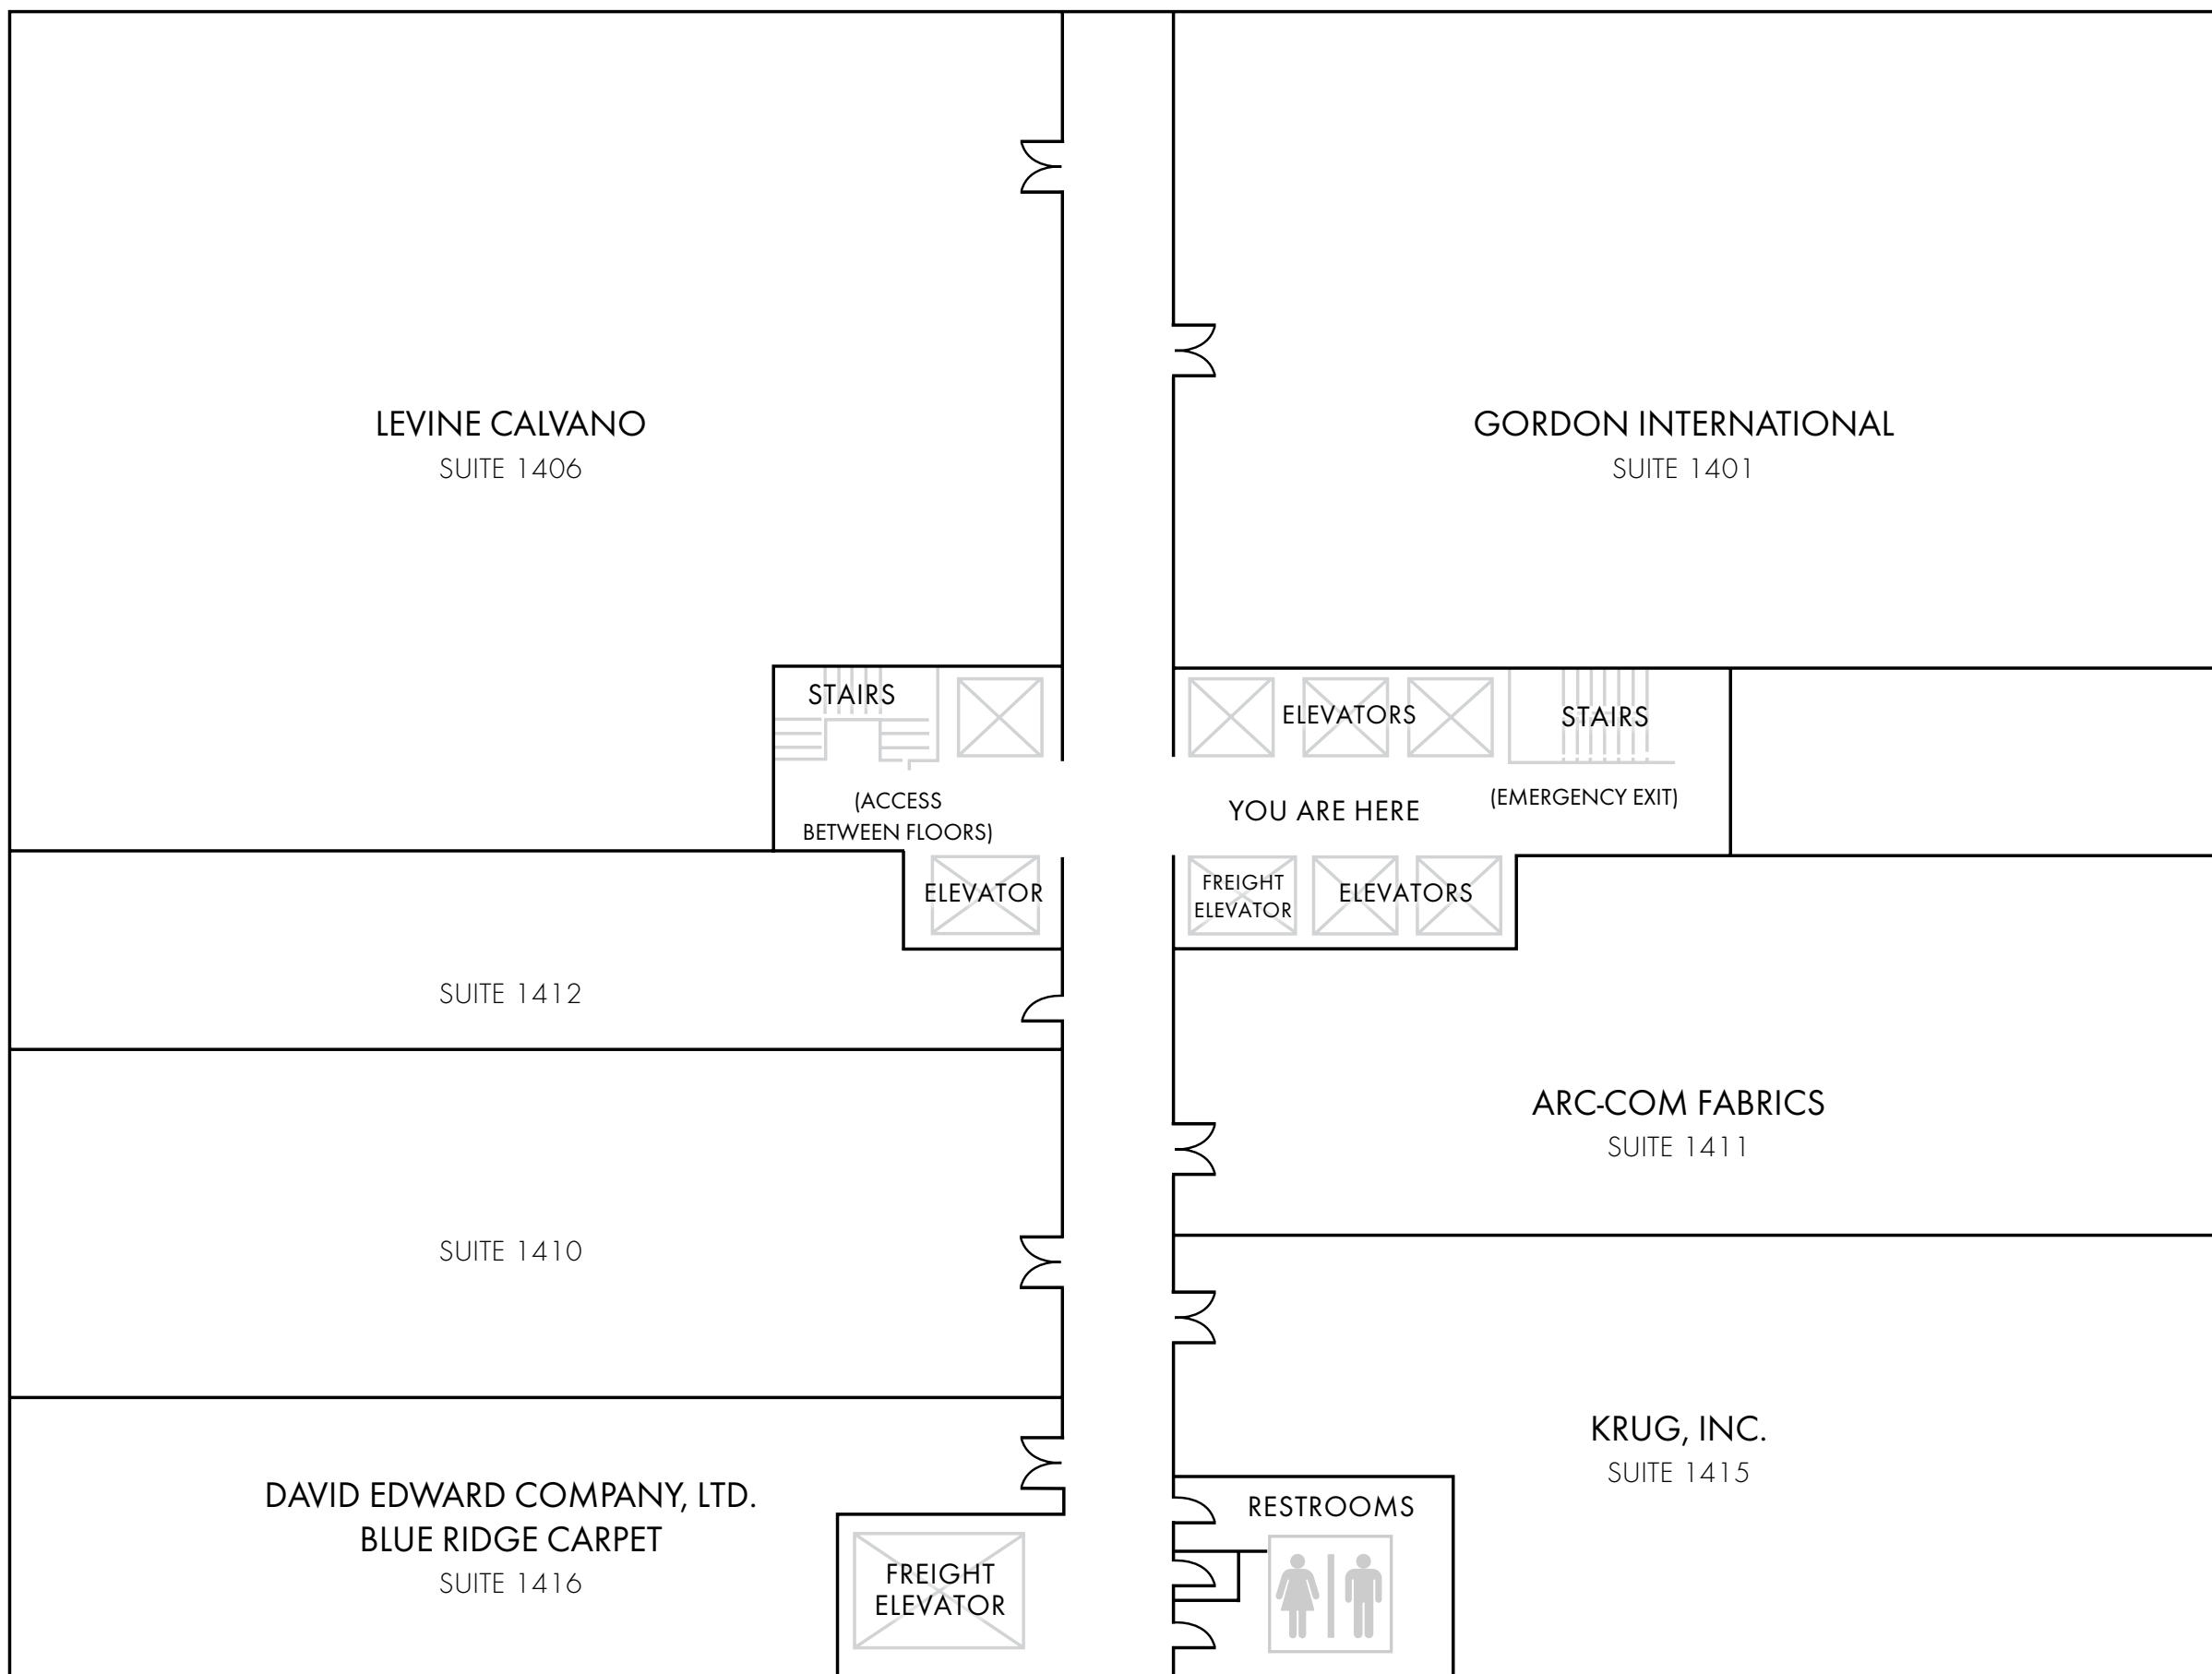 LEVINE CALVANO
SUITE 1406
GORDON INTERNATIONAL
SUITE 1401
STAIRS
(ACCESS
BETWEEN FLOORS)
ELEVATOR
ELEVATORS
STAIRS
(EMERGENCY EXIT)
YOU ARE HERE
FREIGHT
ELEVATOR
ELEVATORS
SUITE 1412
ARC-COM FABRICS
SUITE 1411
SUITE 1410
KRUG, INC.
SUITE 1415
DAVID EDWARD COMPANY, LTD.
BLUE RIDGE CARPET
SUITE 1416
FREIGHT
ELEVATOR
RESTROOMS